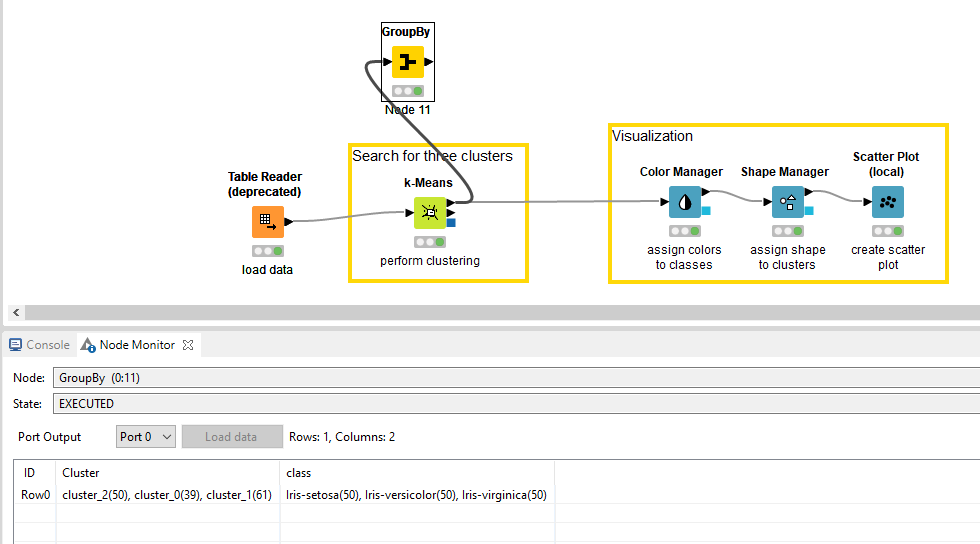 GroupBy
Node 11
Search for three clusters
Visualization
Table Reader
(deprecated)
load data
k-Means
perform clustering
Color Manager
assign colors
to classes
Shape Manager
assign shape
to clusters
Scatter Plot
(local)
create scatter
plot
Console
Node Monitor
Node: GroupBy (0:11)
State: EXECUTED
Port Output Port 0 Load data Rows: 1, Columns: 2
ID Cluster class
Row0 cluster_2(50), cluster_0(39), cluster_1(61) Iris-setosa(50), Iris-versicolor(50), Iris-virginica(50)